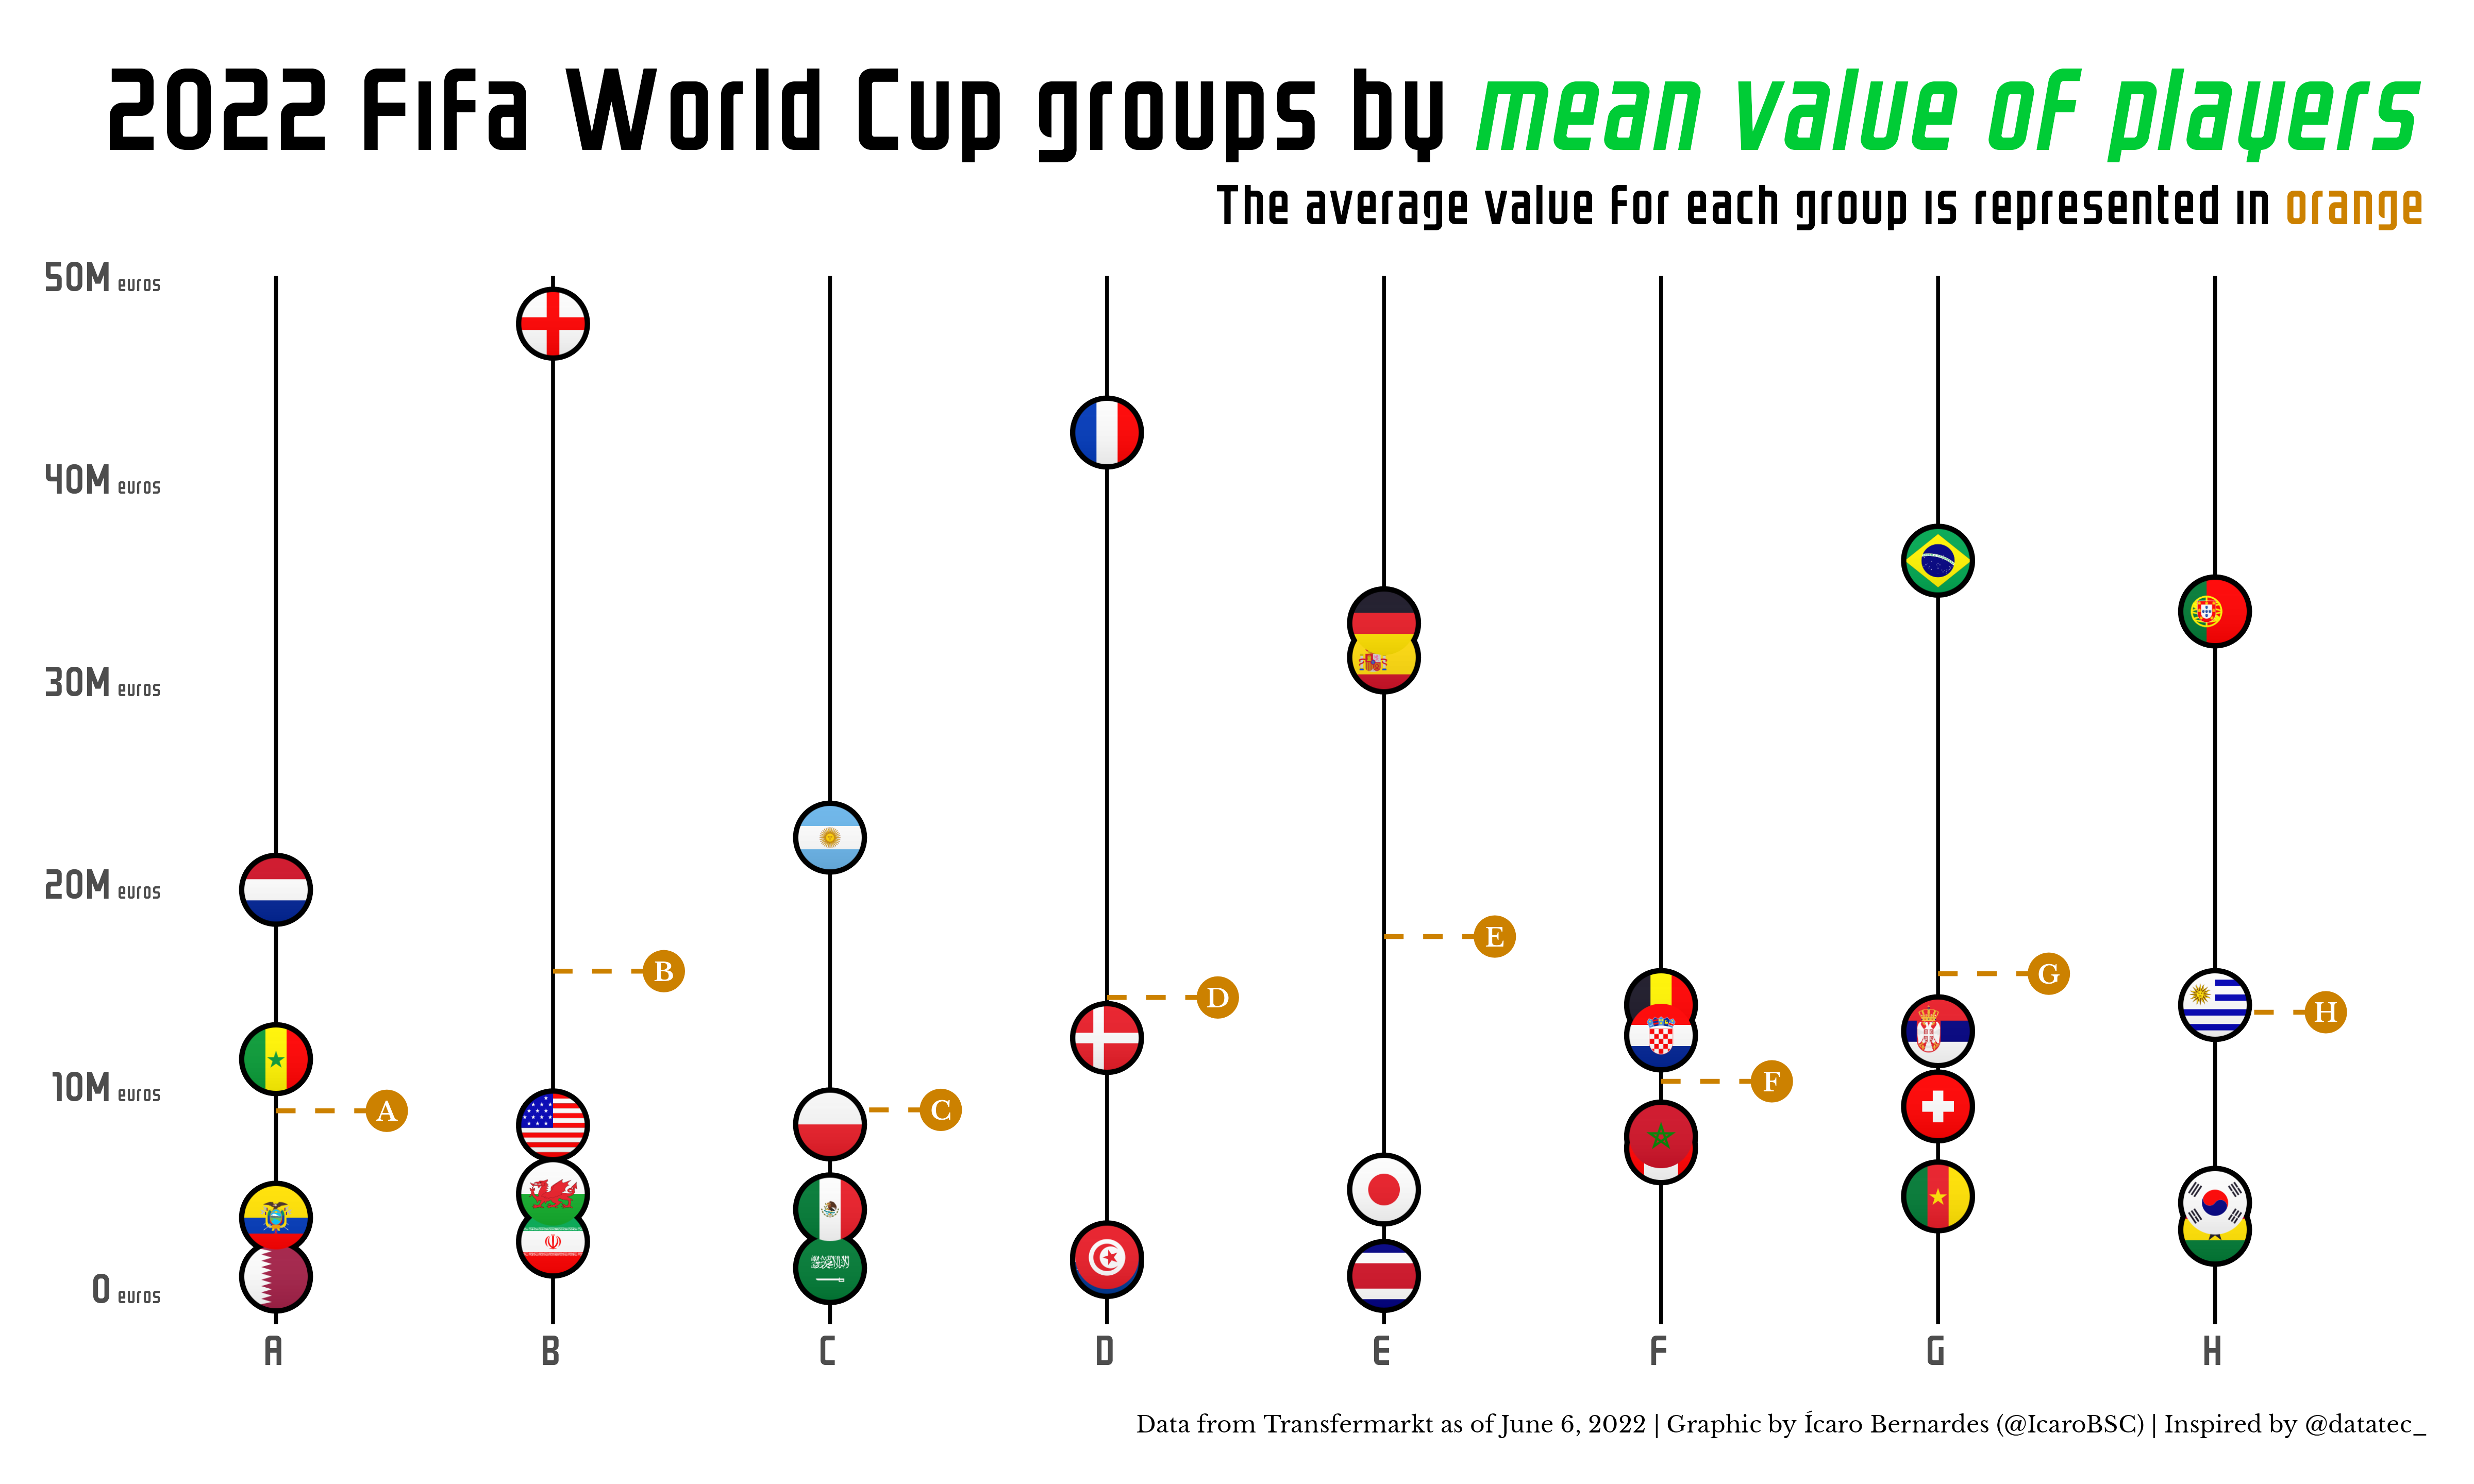 2022 Fifa World Cup groups by mean value of players
The average value for each group is represented in orange
50M euros
40M euros
30M euros
20M euros
10M euros
0 euros
E
B
G
D
H
F
A
C
A B C D E F G H
Data from Transfermarkt as of June 6, 2022 | Graphic by Ícaro Bernardes (@IcaroBSC) | Inspired by @datatec_